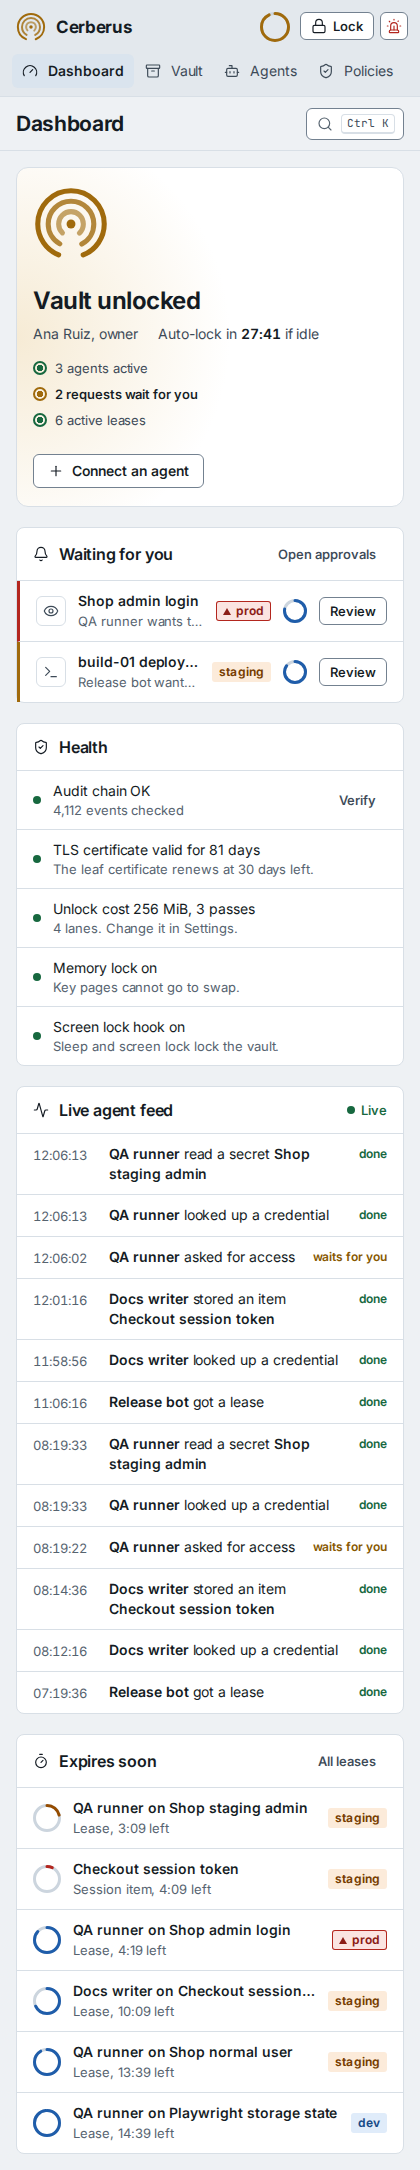 Cerberus
Lock
Dashboard
Vault
Agents
Policies
Dashboard
Ctrl K
Vault unlocked
Ana Ruiz, owner Auto-lock in 27:41 if idle
3 agents active
2 requests wait for you
6 active leases
Connect an agent
Waiting for you
Open approvals
Shop admin login
QA runner wants t...
prod
Review
build-01 deploy...
Release bot want...
staging
Review
Health
Audit chain OK
4,112 events checked
Verify
TLS certificate valid for 81 days
The leaf certificate renews at 30 days left.
Unlock cost 256 MiB, 3 passes
4 lanes. Change it in Settings.
Memory lock on
Key pages cannot go to swap.
Screen lock hook on
Sleep and screen lock lock the vault.
Live agent feed
Live
12:06:13 QA runner read a secret Shop done
staging admin
12:06:13 QA runner looked up a credential done
12:06:02 QA runner asked for access waits for you
12:01:16 Docs writer stored an item done
Checkout session token
11:58:56 Docs writer looked up a credential done
11:06:16 Release bot got a lease done
08:19:33 QA runner read a secret Shop done
staging admin
08:19:33 QA runner looked up a credential done
08:19:22 QA runner asked for access waits for you
08:14:36 Docs writer stored an item done
Checkout session token
08:12:16 Docs writer looked up a credential done
07:19:36 Release bot got a lease done
Expires soon
All leases
QA runner on Shop staging admin
Lease, 3:09 left
staging
Checkout session token
Session item, 4:09 left
staging
QA runner on Shop admin login
Lease, 4:19 left
prod
Docs writer on Checkout session...
Lease, 10:09 left
staging
QA runner on Shop normal user
Lease, 13:39 left
staging
QA runner on Playwright storage state
Lease, 14:39 left
dev